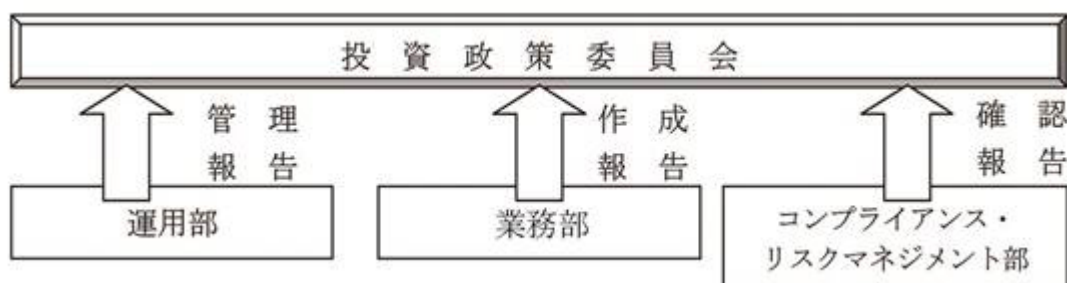 投資政策委員会
管理
報告
作成
報告
確認
報告
運用部
業務部
コンプライアンス・
リスクマネジメント部